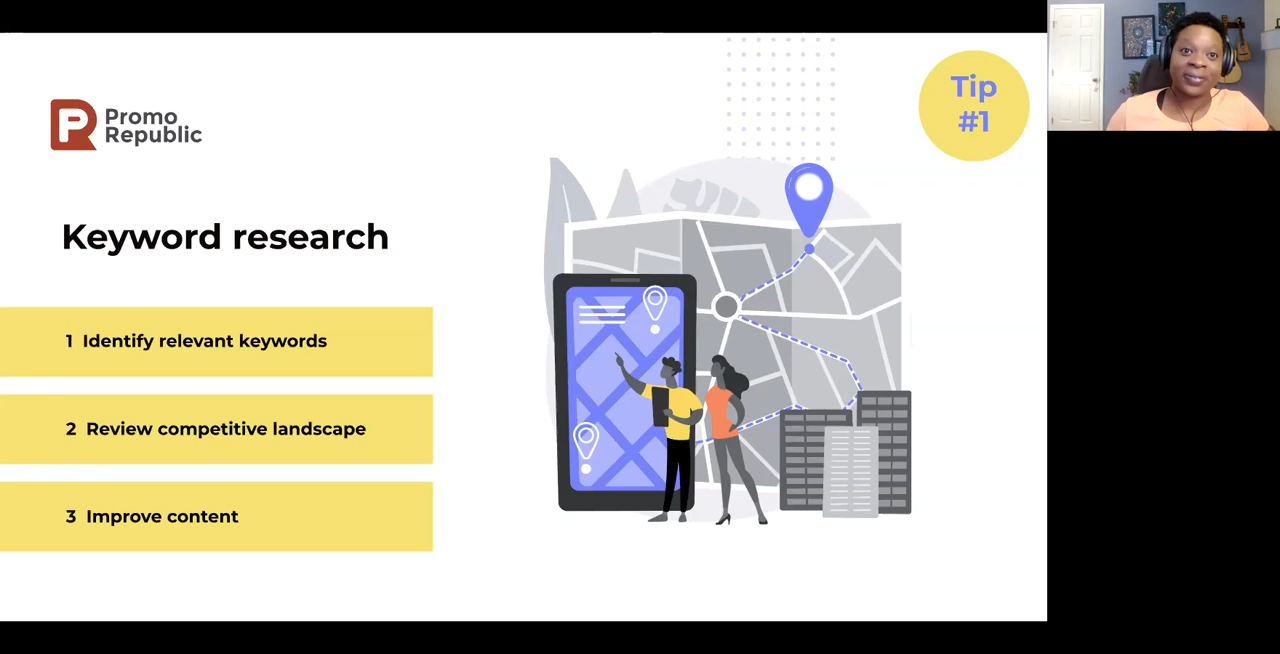 Tip
#1
Promo
Republic
Keyword research
1 Identify relevant keywords
2 Review competitive landscape
3 Improve content